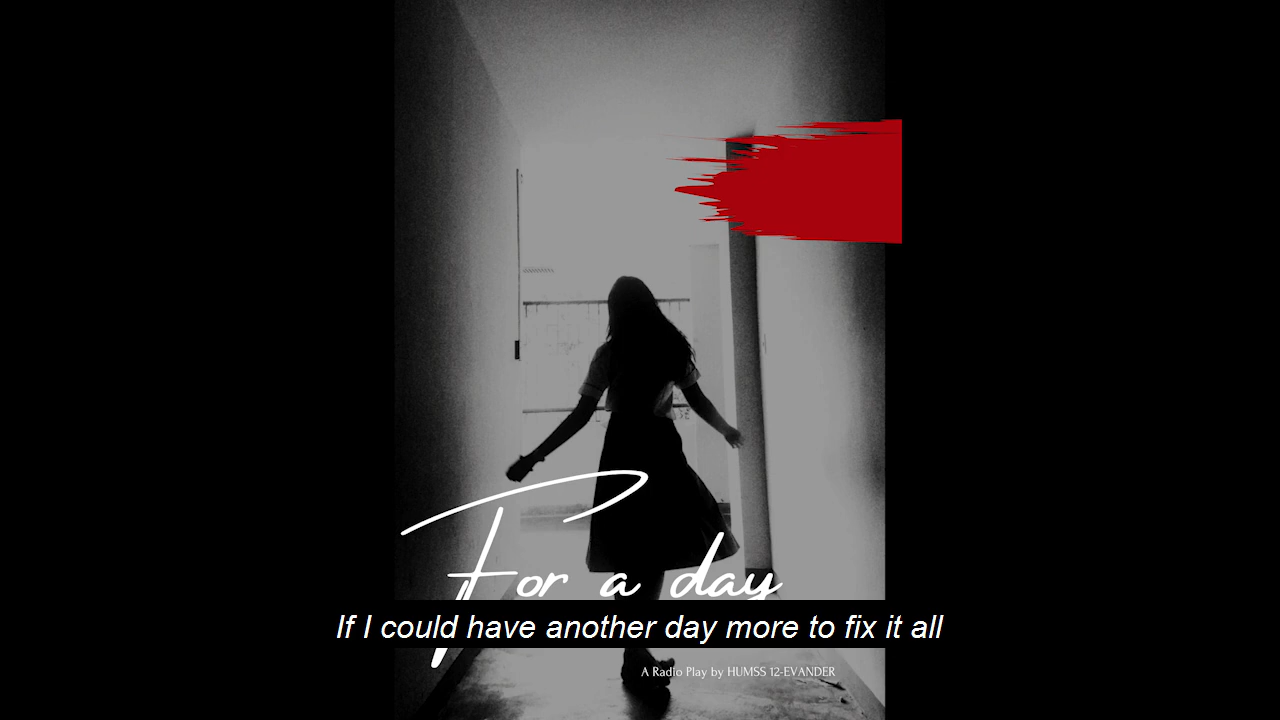 For a day
If I could have another day more to fix it all
A Radio Play by HUMSS 12-EVANDER